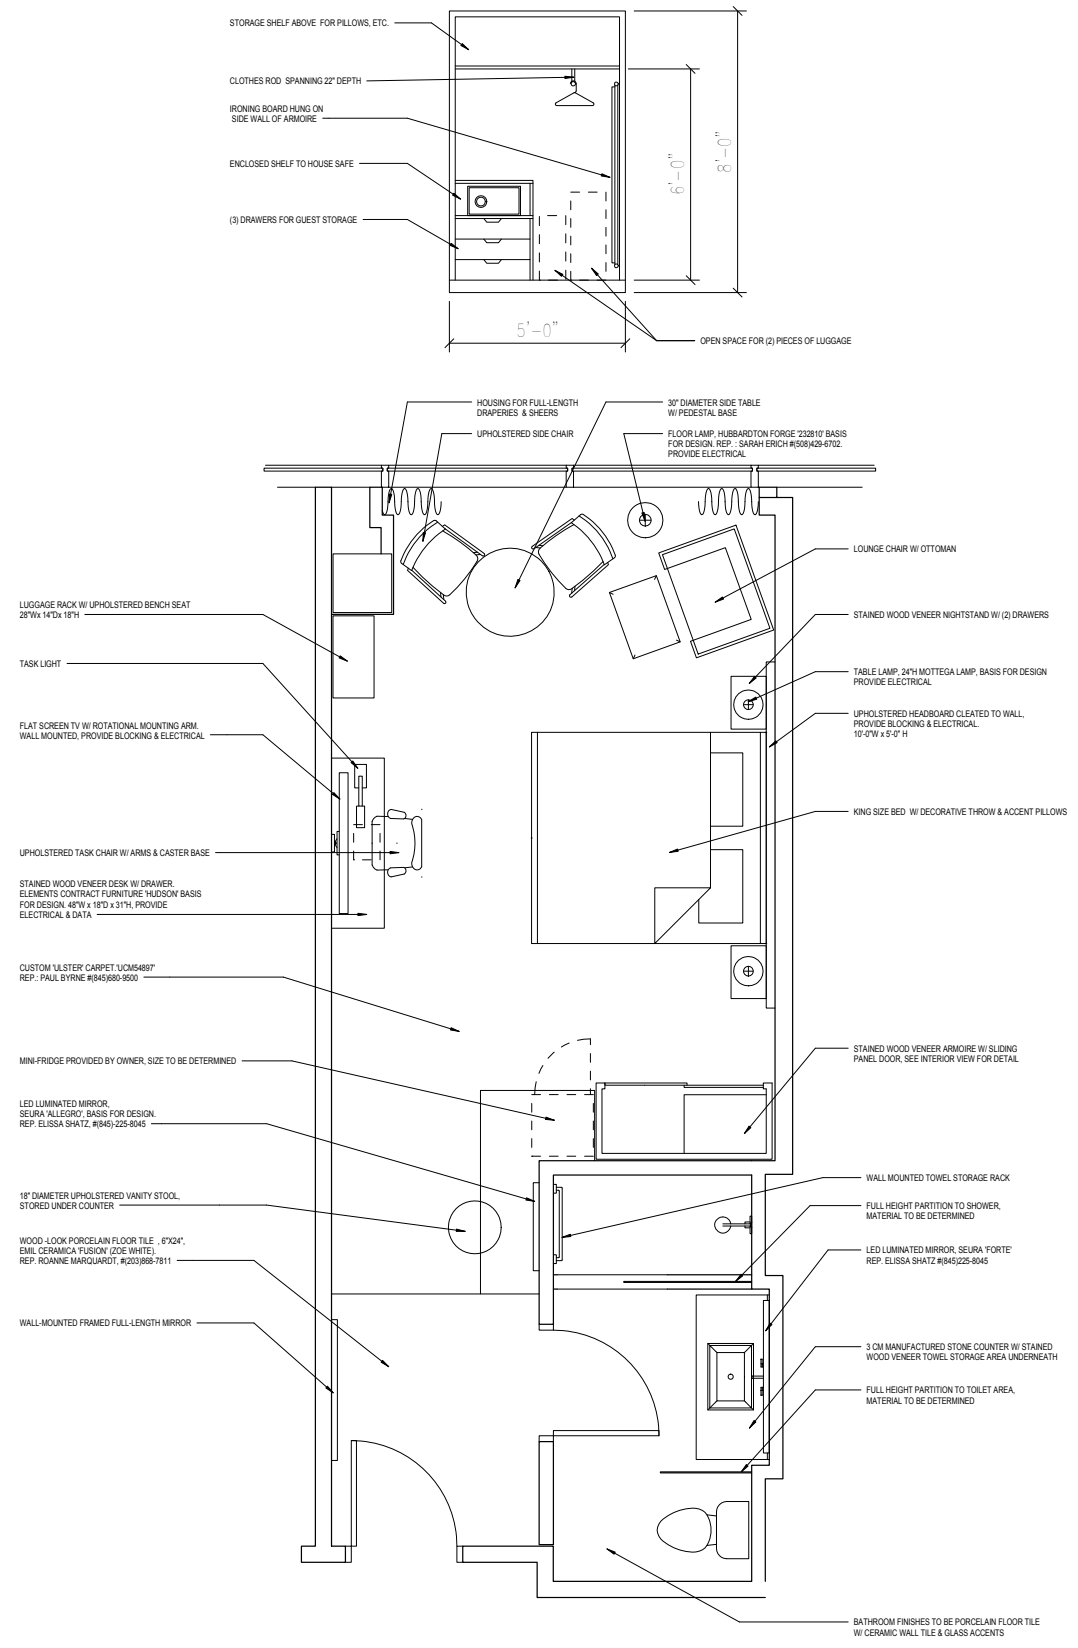 STORAGE SHELF ABOVE FOR PILLOWS, ETC.
CLOTHES ROD SPANNING 22" DEPTH
IRONING BOARD HUNG ON
SIDE WALL OF ARMOIRE
ENCLOSED SHELF TO HOUSE SAFE
(3) DRAWERS FOR GUEST STORAGE
6'-0"
8'-0"
5'-0"
OPEN SPACE FOR (2) PIECES OF LUGGAGE
HOUSING FOR FULL-LENGTH
DRAPERIES & SHEERS
UPHOLSTERED SIDE CHAIR
30" DIAMETER SIDE TABLE
W/ PEDESTAL BASE
FLOOR LAMP, HUBBARDTON FORGE '232810' BASIS
FOR DESIGN. REP. : SARAH ERICH #(508)429-6702.
PROVIDE ELECTRICAL
LOUNGE CHAIR W/ OTTOMAN
STAINED WOOD VENEER NIGHTSTAND W/ (2) DRAWERS
TABLE LAMP, 24"H MOTTEGA LAMP, BASIS FOR DESIGN
PROVIDE ELECTRICAL
UPHOLSTERED HEADBOARD CLEATED TO WALL,
PROVIDE BLOCKING & ELECTRICAL.
10'-0"W x 5'-0" H
KING SIZE BED W/ DECORATIVE THROW & ACCENT PILLOWS
LUGGAGE RACK W/ UPHOLSTERED BENCH SEAT
28"Wx 14"Dx 18"H
TASK LIGHT
FLAT SCREEN TV W/ ROTATIONAL MOUNTING ARM.
WALL MOUNTED, PROVIDE BLOCKING & ELECTRICAL
UPHOLSTERED TASK CHAIR W/ ARMS & CASTER BASE
STAINED WOOD VENEER DESK W/ DRAWER.
ELEMENTS CONTRACT FURNITURE 'HUDSON' BASIS
FOR DESIGN. 48"W x 18"D x 31"H, PROVIDE
ELECTRICAL & DATA
CUSTOM 'ULSTER' CARPET.'UCM54897'
REP.: PAUL BYRNE #(845)680-9500
MINI-FRIDGE PROVIDED BY OWNER, SIZE TO BE DETERMINED
LED LUMINATED MIRROR,
SEURA 'ALLEGRO', BASIS FOR DESIGN.
REP. ELISSA SHATZ, #(845)-225-8045
18" DIAMETER UPHOLSTERED VANITY STOOL,
STORED UNDER COUNTER
WOOD -LOOK PORCELAIN FLOOR TILE , 6"X24",
EMIL CERAMICA 'FUSION' (ZOE WHITE).
REP. ROANNE MARQUARDT, #(203)868-7811
WALL-MOUNTED FRAMED FULL-LENGTH MIRROR
STAINED WOOD VENEER ARMOIRE W/ SLIDING
PANEL DOOR, SEE INTERIOR VIEW FOR DETAIL
WALL MOUNTED TOWEL STORAGE RACK
FULL HEIGHT PARTITION TO SHOWER,
MATERIAL TO BE DETERMINED
LED LUMINATED MIRROR, SEURA 'FORTE'
REP. ELISSA SHATZ #(845)225-8045
3 CM MANUFACTURED STONE COUNTER W/ STAINED
WOOD VENEER TOWEL STORAGE AREA UNDERNEATH
FULL HEIGHT PARTITION TO TOILET AREA,
MATERIAL TO BE DETERMINED
BATHROOM FINISHES TO BE PORCELAIN FLOOR TILE
W/ CERAMIC WALL TILE & GLASS ACCENTS